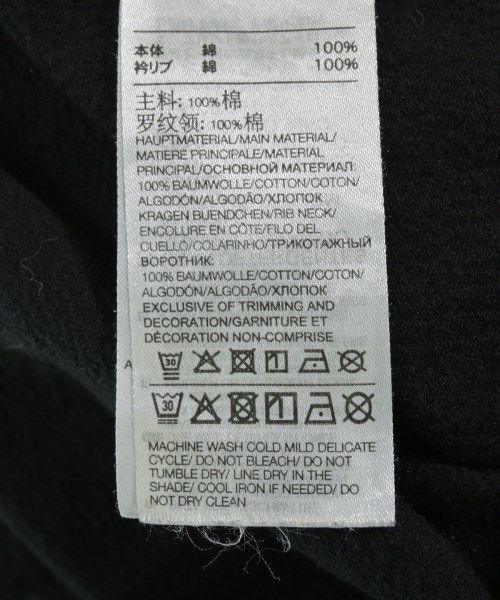 本体 綿 100%
衿リブ 綿 100%
主料: 100% 棉
罗纹领: 100% 棉
HAUPTMATERIAL/MAIN MATERIAL/
MATIERE PRINCIPALE/MATERIAL
PRINCIPAL/ОСНОВНОЙ МАТЕРИАЛ:
100% BAUMWOLLE/COTTON/COTON/
ALGODÓN/ALGODÃO/ХЛОПОК
KRAGEN BUENDCHEN/RIB NECK/
ENCOLURE EN CÔTE/FILO DEL
CUELLO/COLARINHO/ТРИКОТАЖНЫЙ
ВОРОТНИК:
100% BAUMWOLLE/COTTON/COTON/
ALGODÓN/ALGODÃO/ХЛОПОК
EXCLUSIVE OF TRIMMING AND
DECORATION/GARNITURE ET
DÉCORATION NON-COMPRISE
30
30
MACHINE WASH COLD MILD DELICATE
CYCLE/ DO NOT BLEACH/ DO NOT
TUMBLE DRY/ LINE DRY IN THE
SHADE/ COOL IRON IF NEEDED/ DO
NOT DRY CLEAN